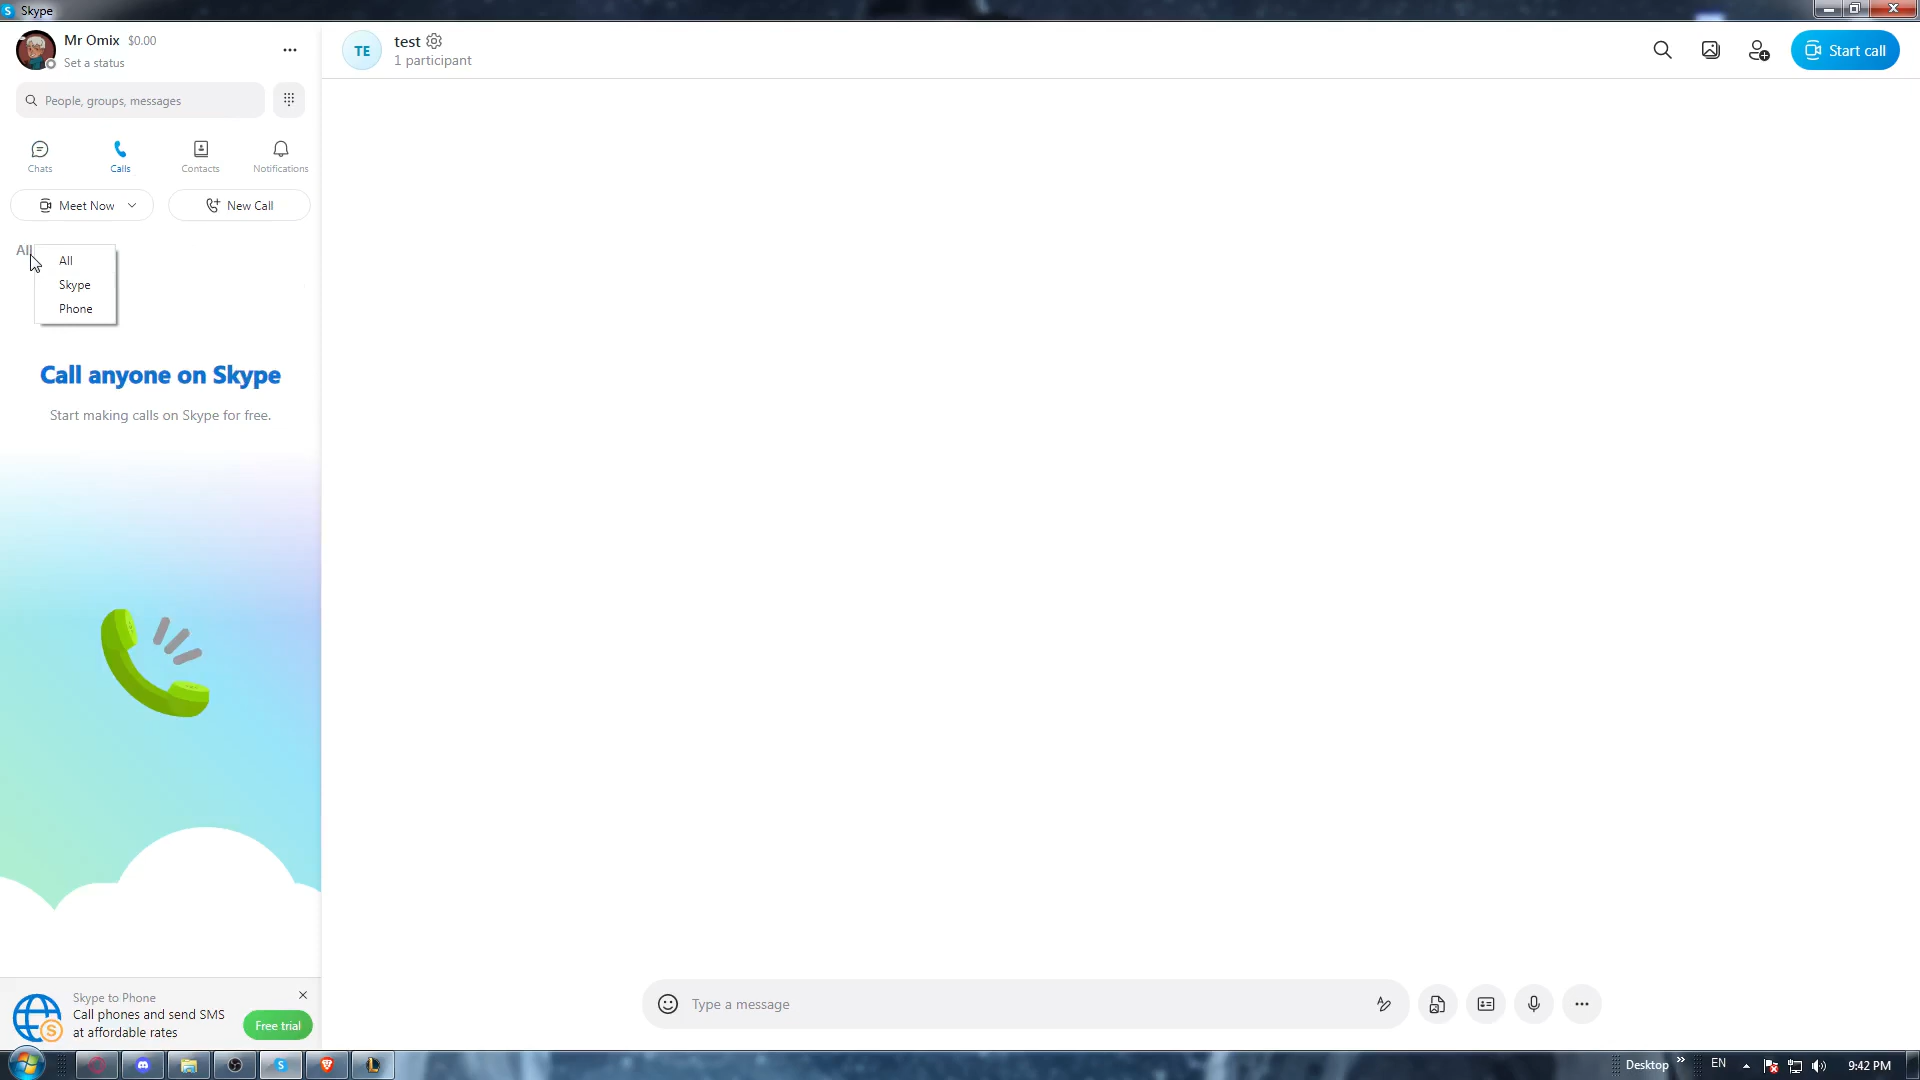 Skype
Mr Omix $0.00
Set a status
People, groups, messages
Chats
Calls
Contacts
Notifications
Meet Now
New Call
All
All
Skype
Phone
Call anyone on Skype
Start making calls on Skype for free.
Skype to Phone
Call phones and send SMS
at affordable rates
Free trial
TE
test
1 participant
Start call
Type a message
Desktop
EN
9:42 PM